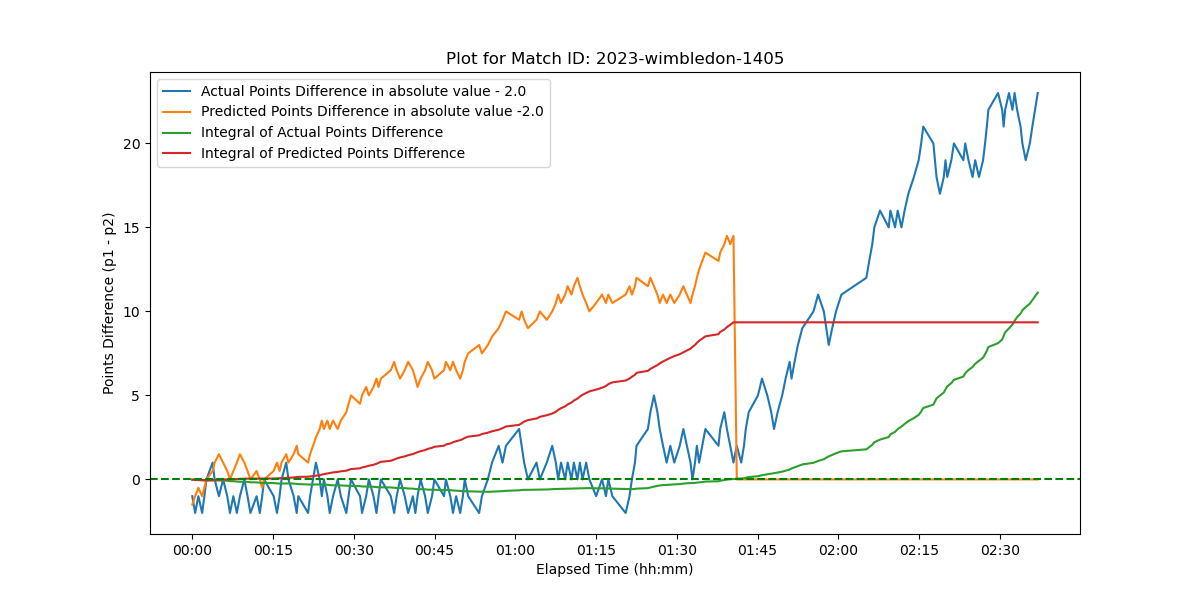 Plot for Match ID: 2023-wimbledon-1405
Actual Points Difference in absolute value - 2.0
Predicted Points Difference in absolute value -2.0
Integral of Actual Points Difference
Integral of Predicted Points Difference
Points Difference (p1 - p2)
20
15
10
5
0
00:00 00:15 00:30 00:45 01:00 01:15 01:30 01:45 02:00 02:15 02:30
Elapsed Time (hh:mm)